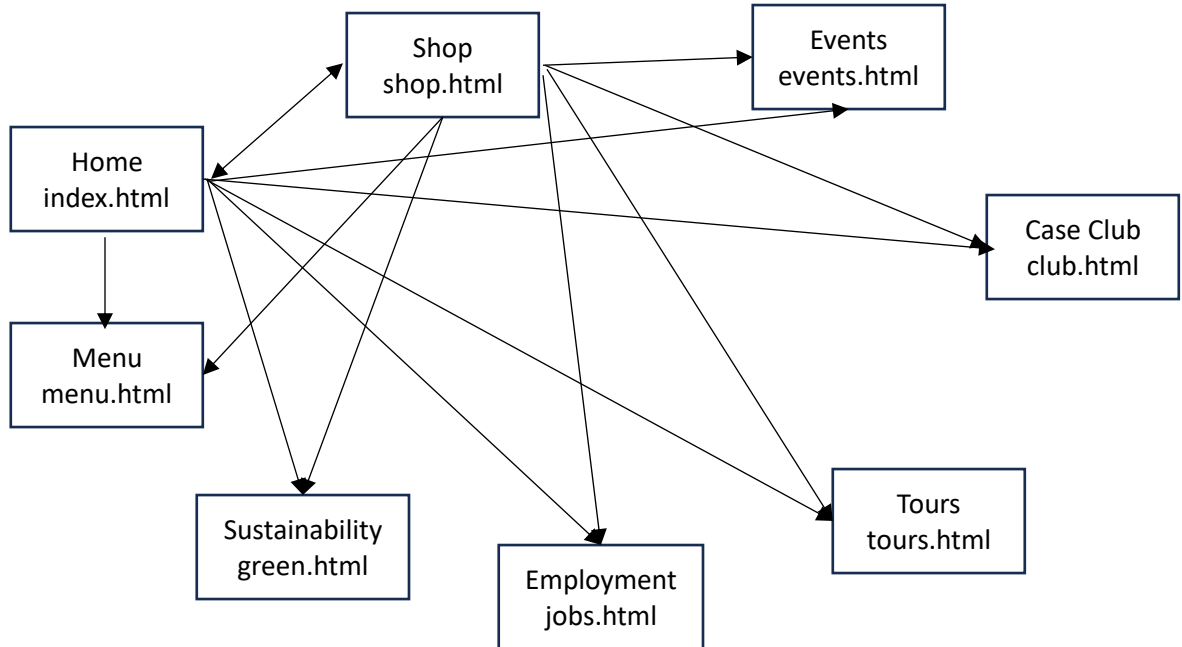 Shop
shop.html
Events
events.html
Home
index.html
Case Club
club.html
Menu
menu.html
Sustainability
green.html
Tours
tours.html
Employment
jobs.html